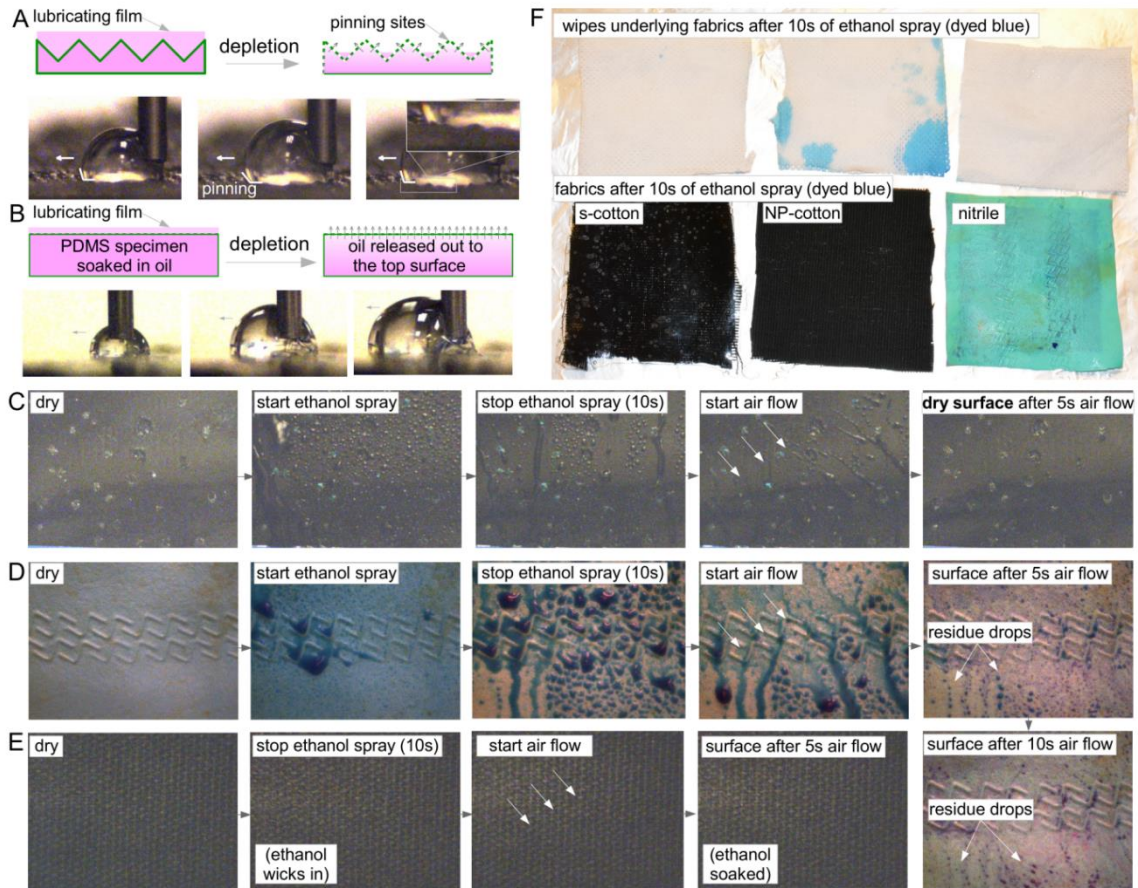 A
lubricating film
depletion
pinning sites
pinning
B
lubricating film
PDMS specimen
soaked in oil
depletion
oil released out to
the top surface
F
wipes underlying fabrics after 10s of ethanol spray (dyed blue)
fabrics after 10s of ethanol spray (dyed blue)
s-cotton
NP-cotton
nitrile
C
dry
start ethanol spray
stop ethanol spray (10s)
start air flow
dry surface after 5s air flow
D
dry
start ethanol spray
stop ethanol spray (10s)
start air flow
surface after 5s air flow
residue drops
E
dry
stop ethanol spray (10s)
(ethanol
wicks in)
start air flow
surface after 5s air flow
(ethanol
soaked)
surface after 10s air flow
residue drops